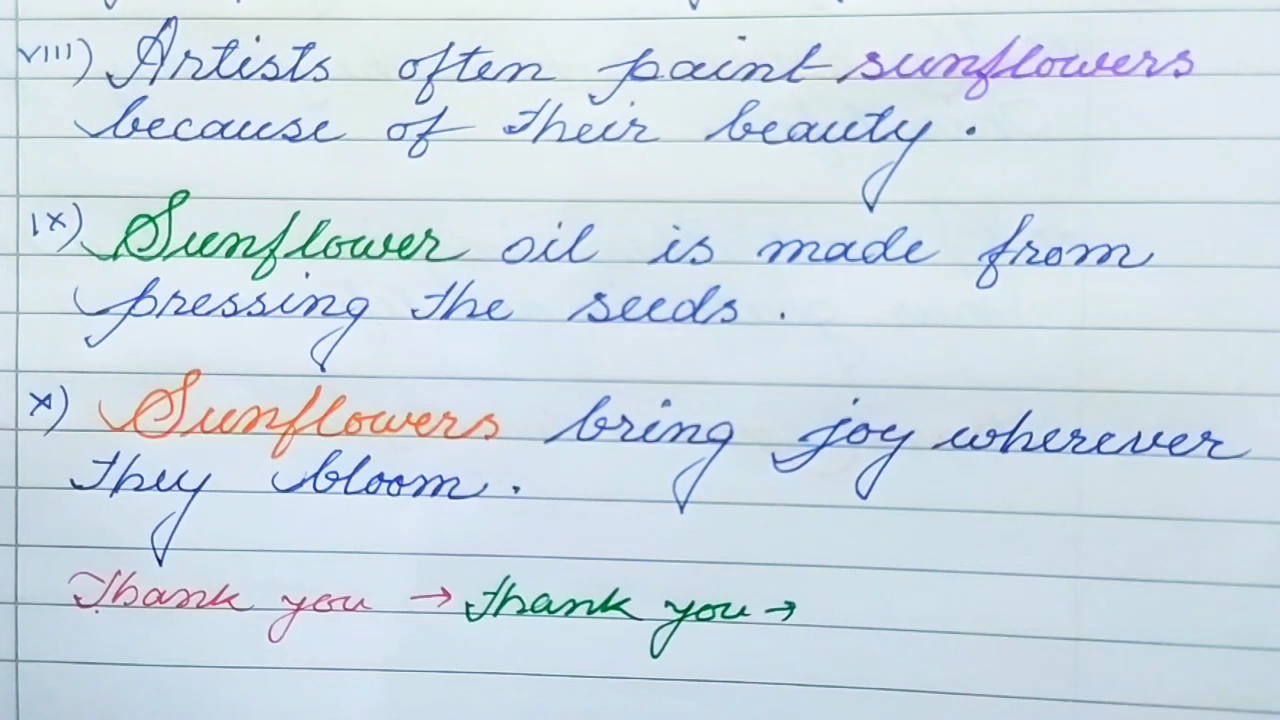 viii) Artists often paint sunflowers
because of their beauty.
ix) Sunflower oil is made from
pressing the seeds.
x) Sunflowers bring joy wherever
they bloom.
Thank you → Thank you →